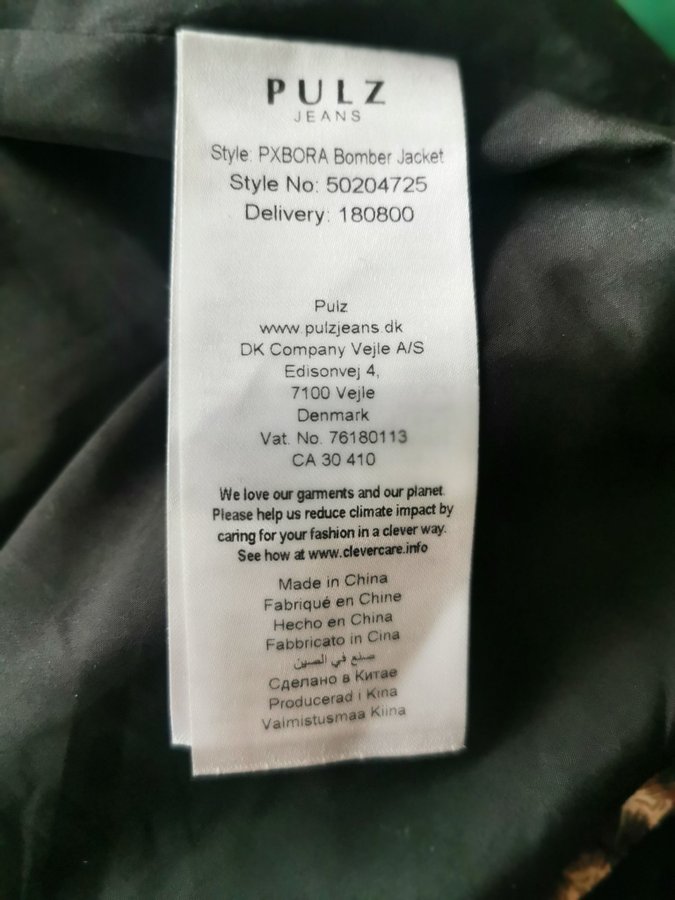 PULZ
JEANS
Style: PXBORA Bomber Jacket
Style No: 50204725
Delivery: 180800
Pulz
www.pulzjeans.dk
DK Company Vejle A/S
Edisonvej 4,
7100 Vejle
Denmark
Vat. No. 76180113
CA 30 410
We love our garments and our planet.
Please help us reduce climate impact by
caring for your fashion in a clever way.
See how at www.clevercare.info
Made in China
Fabriqué en Chine
Hecho en China
Fabbricato in Cina
صنع في الصين
Сделано в Китае
Producerad i Kina
Valmistusmaa Kiina